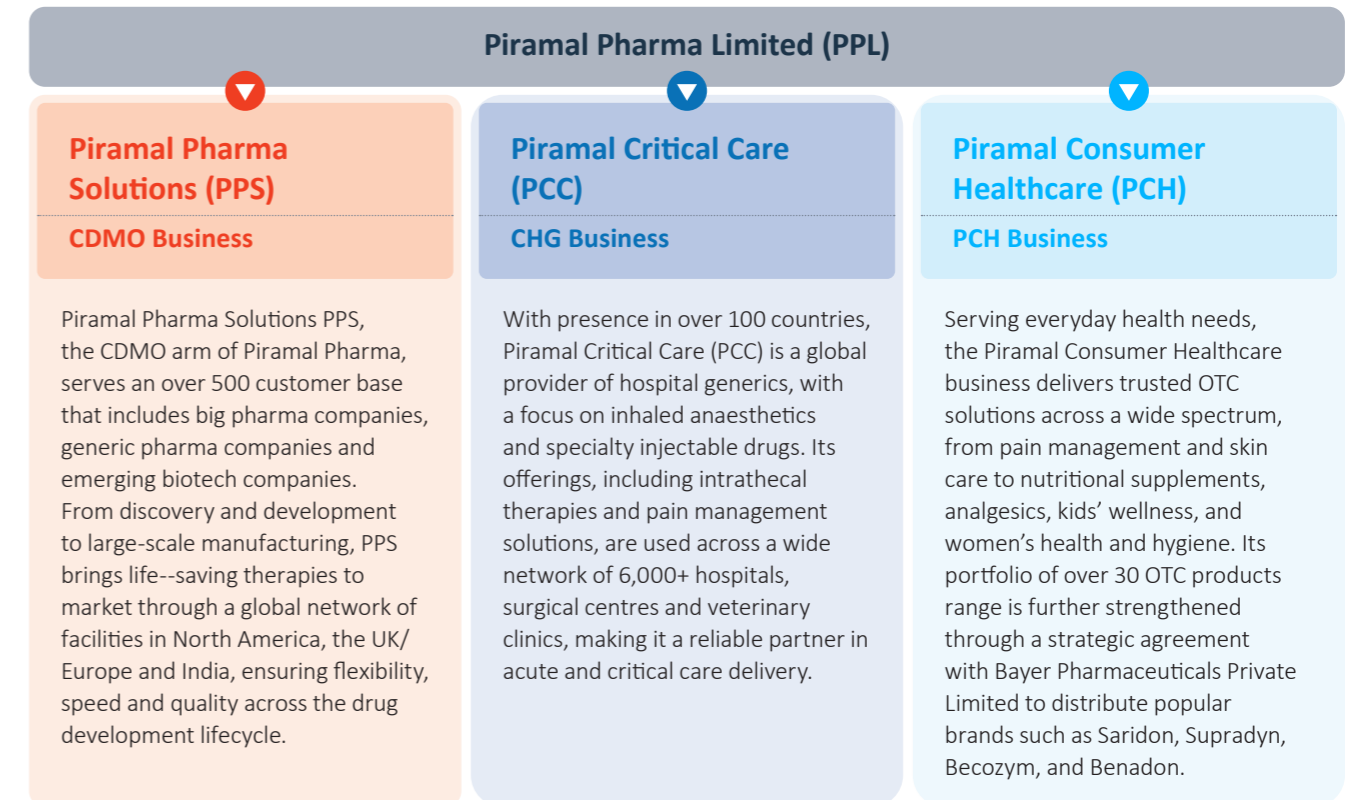 Piramal Pharma Limited (PPL)
Piramal Pharma
Solutions (PPS)
CDMO Business
Piramal Pharma Solutions PPS,
the CDMO arm of Piramal Pharma,
serves an over 500 customer base
that includes big pharma companies,
generic pharma companies and
emerging biotech companies.
From discovery and development
to large-scale manufacturing, PPS
brings life--saving therapies to
market through a global network of
facilities in North America, the UK/
Europe and India, ensuring flexibility,
speed and quality across the drug
development lifecycle.
Piramal Critical Care
(PCC)
CHG Business
With presence in over 100 countries,
Piramal Critical Care (PCC) is a global
provider of hospital generics, with
a focus on inhaled anaesthetics
and specialty injectable drugs. Its
offerings, including intrathecal
therapies and pain management
solutions, are used across a wide
network of 6,000+ hospitals,
surgical centres and veterinary
clinics, making it a reliable partner in
acute and critical care delivery.
Piramal Consumer
Healthcare (PCH)
PCH Business
Serving everyday health needs,
the Piramal Consumer Healthcare
business delivers trusted OTC
solutions across a wide spectrum,
from pain management and skin
care to nutritional supplements,
analgesics, kids’ wellness, and
women’s health and hygiene. Its
portfolio of over 30 OTC products
range is further strengthened
through a strategic agreement
with Bayer Pharmaceuticals Private
Limited to distribute popular
brands such as Saridon, Supradyn,
Becozym, and Benadon.